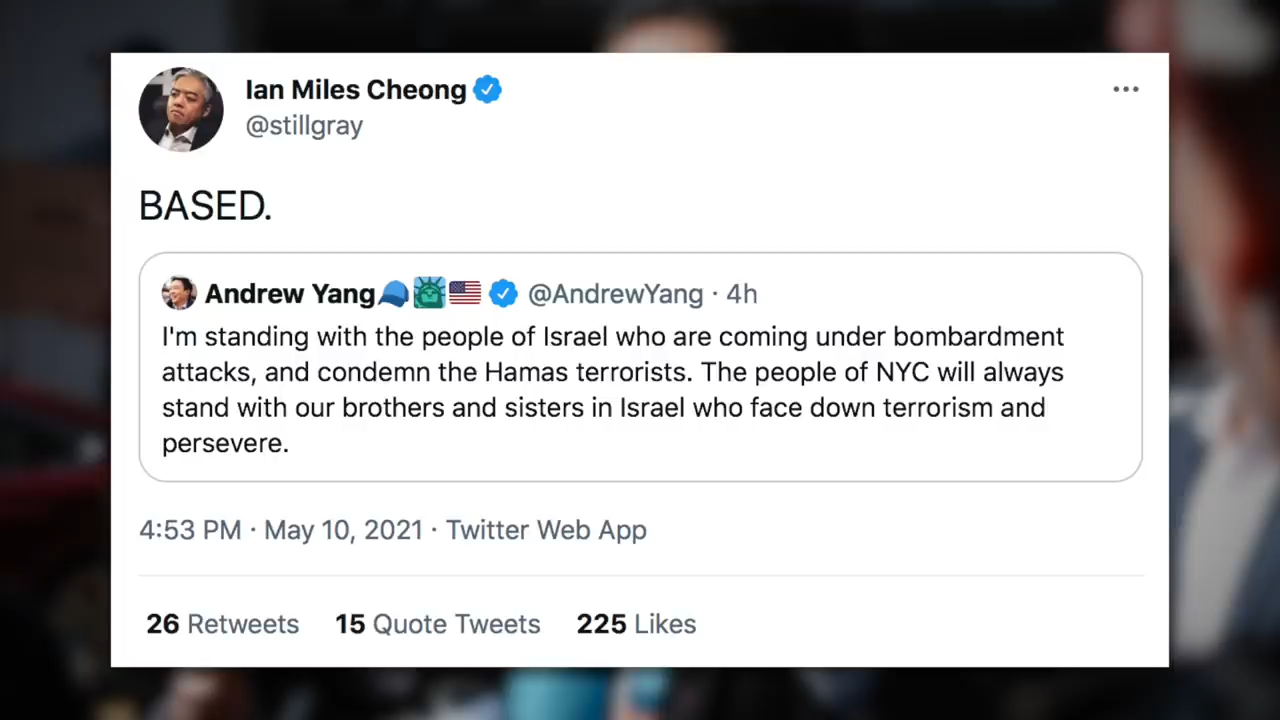 Ian Miles Cheong
@stillgray
BASED.
Andrew Yang🧢🗽🇺🇸 @AndrewYang · 4h
I'm standing with the people of Israel who are coming under bombardment
attacks, and condemn the Hamas terrorists. The people of NYC will always
stand with our brothers and sisters in Israel who face down terrorism and
persevere.
4:53 PM · May 10, 2021 · Twitter Web App
26 Retweets 15 Quote Tweets 225 Likes